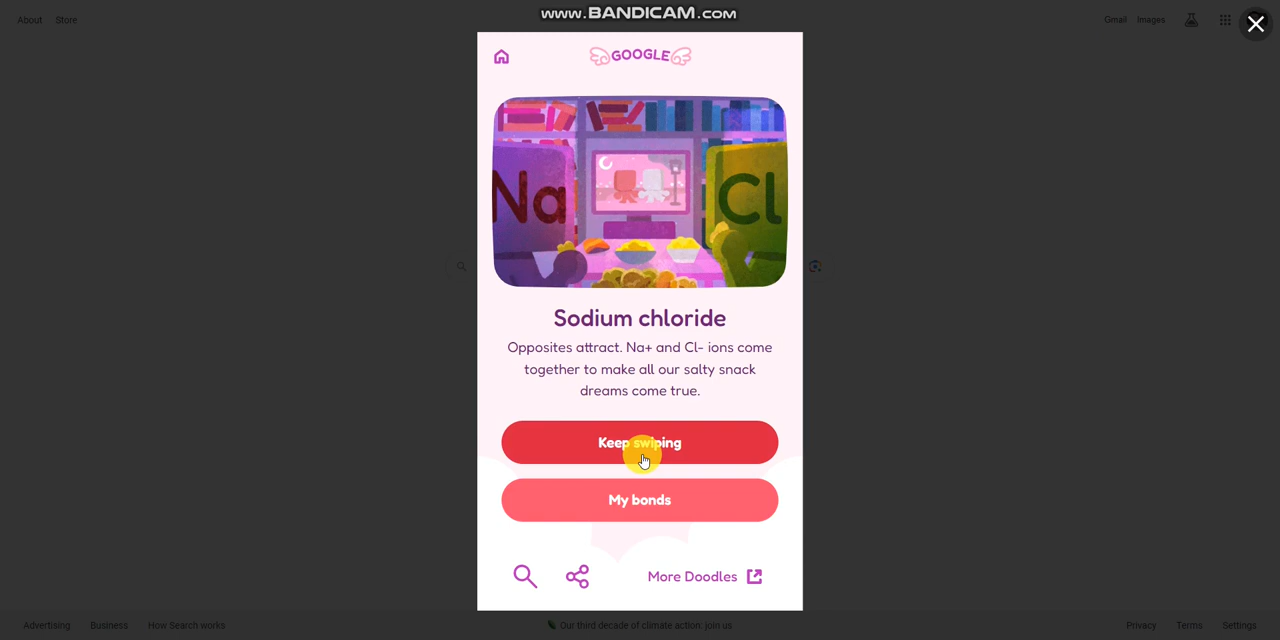 www.BANDICAM.com
About Store
Gmail Images
GOOGLE
Na
Cl
Sodium chloride
Opposites attract. Na+ and Cl- ions come
together to make all our salty snack
dreams come true.
Keep swiping
My bonds
More Doodles
Advertising Business How Search works
Our third decade of climate action: join us
Privacy Terms Settings